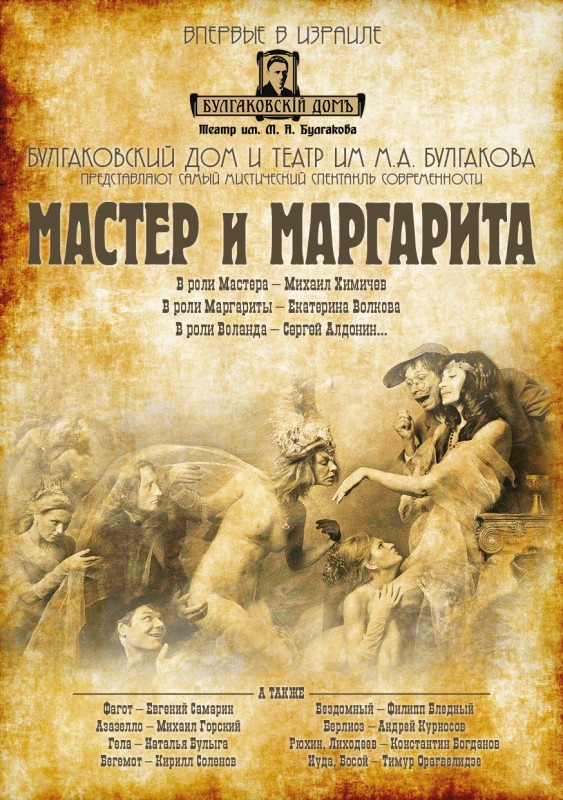 ВПЕРВЫЕ В ИЗРАИЛЕ
БУЛГАКОВСКIЙ ДОМЪ
Театр им. М. А. Булгакова
БУЛГАКОВСКИЙ ДОМ И ТЕАТР ИМ М.А. БУЛГАКОВА
ПРЕДСТАВЛЯЮТ САМЫЙ МИСТИЧЕСКИЙ СПЕКТАКЛЬ СОВРЕМЕННОСТИ
МАСТЕР И МАРГАРИТА
В роли Мастера – Михаил Химичев
В роли Маргариты – Екатерина Волкова
В роли Воланда – Сергей Алдонин...
А ТАКЖЕ
Фагот – Евгений Самарин
Азазелло – Михаил Горский
Гела – Наталья Булыга
Бегемот – Кирилл Соленов
Бездомный – Филипп Бледный
Берлиоз – Андрей Курносов
Рюхин, Лиходеев – Константин Богданов
Иуда, Босой – Тимур Орагвелидзе